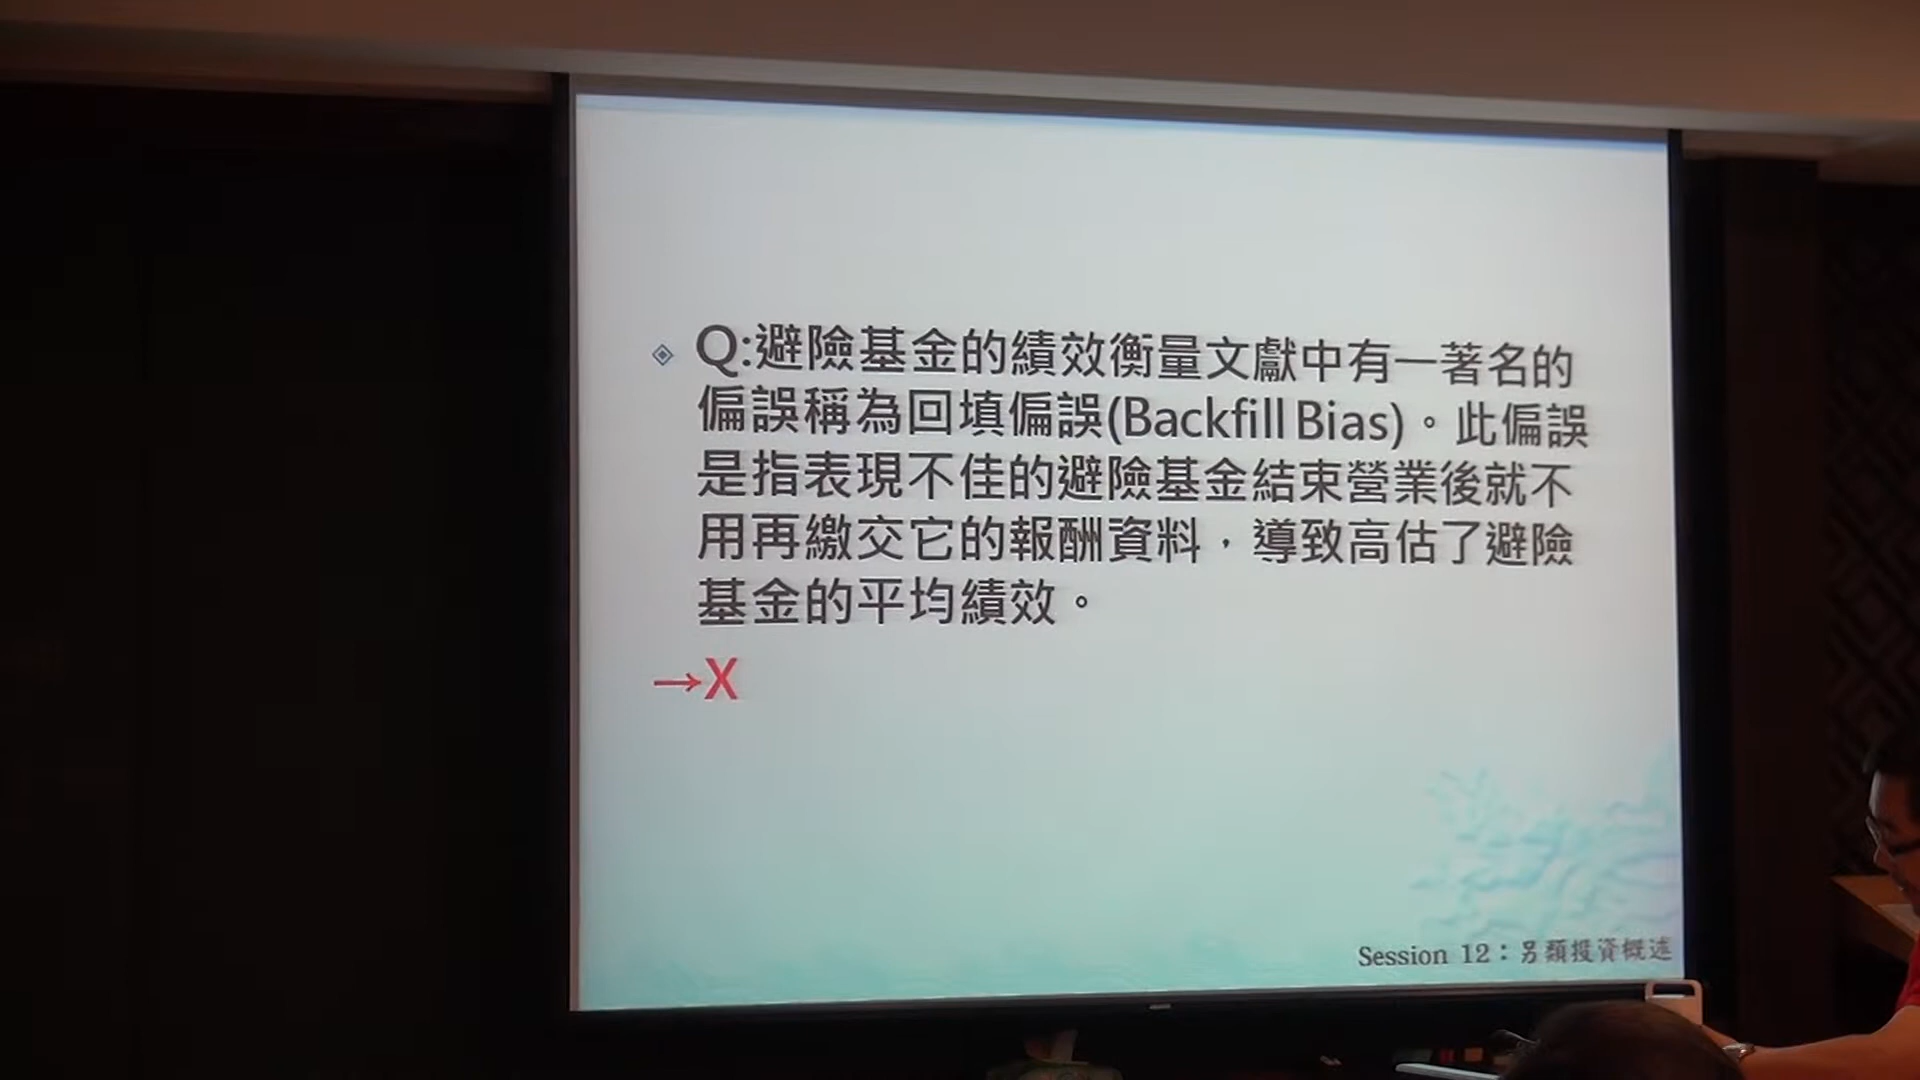 Q:避險基金的績效衡量文獻中有一著名的
偏誤稱為回填偏誤(Backfill Bias)。此偏誤
是指表現不佳的避險基金結束營業後就不
用再繳交它的報酬資料，導致高估了避險
基金的平均績效。
→X
Session 12：另類投資概述